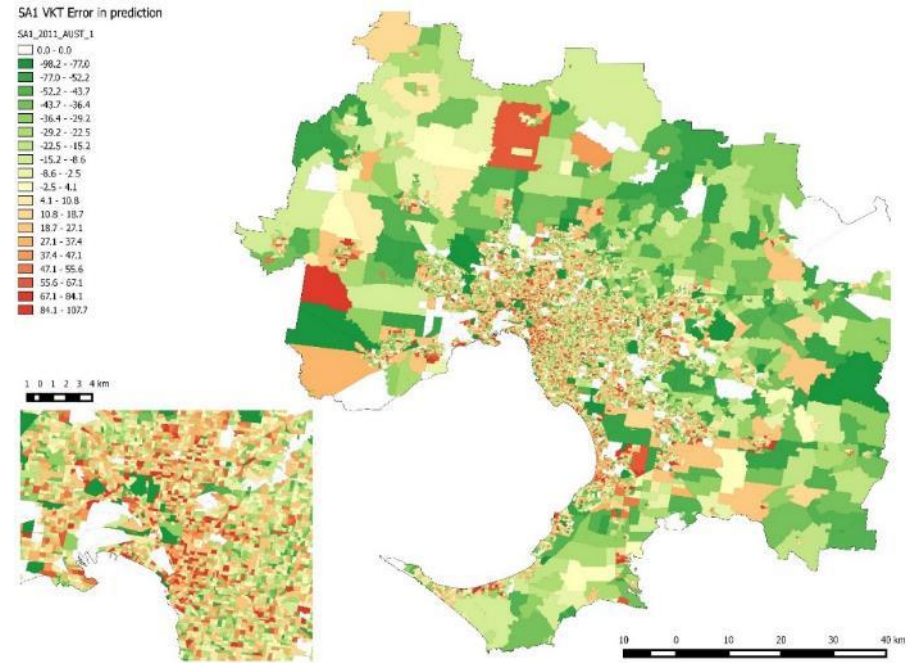 SA1 VKT Error in prediction
SA1_2011_AUST_1
0.0 - 0.0
-98.2 - -77.0
-77.0 - -52.2
-52.2 - -43.7
-43.7 - -36.4
-36.4 - -29.2
-29.2 - -22.5
-22.5 - -15.2
-15.2 - -8.6
-8.6 - -2.5
-2.5 - 4.1
4.1 - 10.8
10.8 - 18.7
18.7 - 27.1
27.1 - 37.4
37.4 - 47.1
47.1 - 55.6
55.6 - 67.1
67.1 - 84.1
84.1 - 107.7
1 0 1 2 3 4 km
10 0 10 20 30 40 km